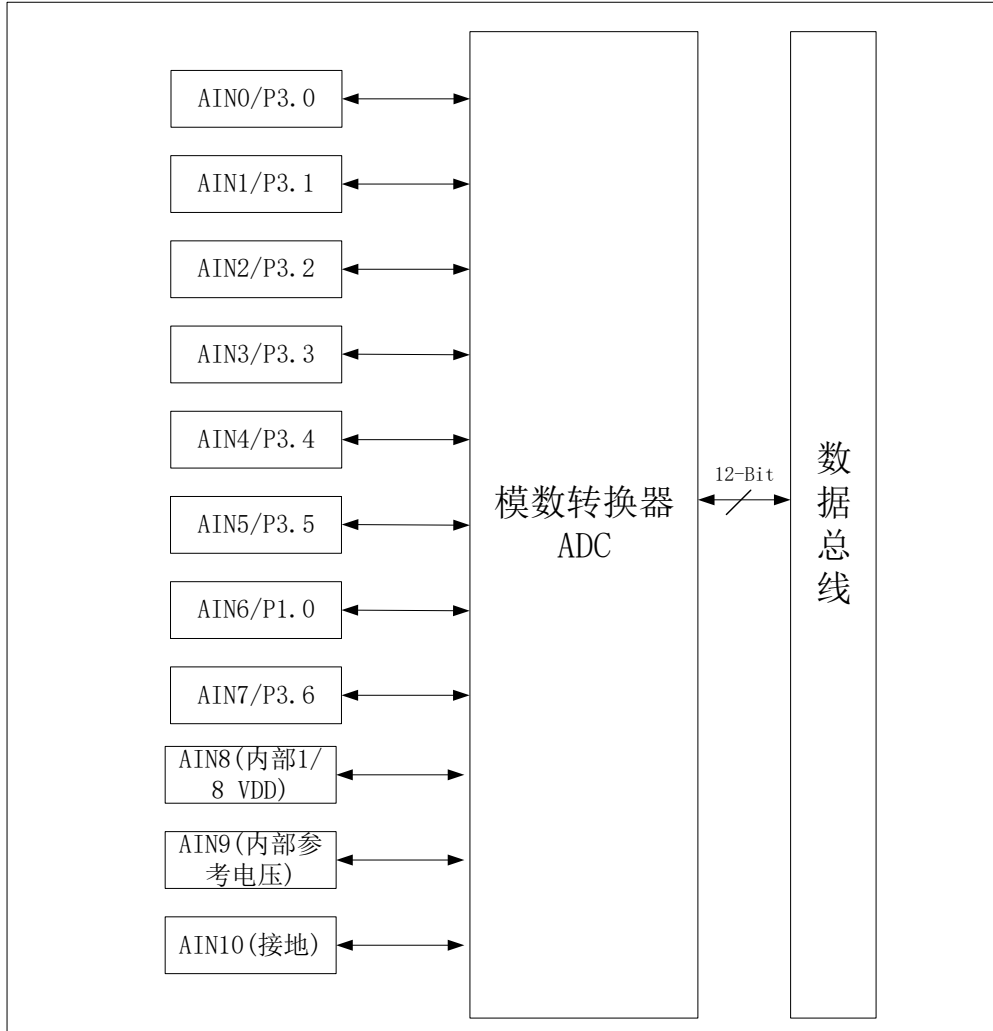 AIN0/P3.0
AIN1/P3.1
AIN2/P3.2
AIN3/P3.3
AIN4/P3.4
AIN5/P3.5
AIN6/P1.0
AIN7/P3.6
AIN8(内部1/
8 VDD)
AIN9(内部参
考电压)
AIN10(接地)
模数转换器
ADC
12-Bit
数
据
总
线